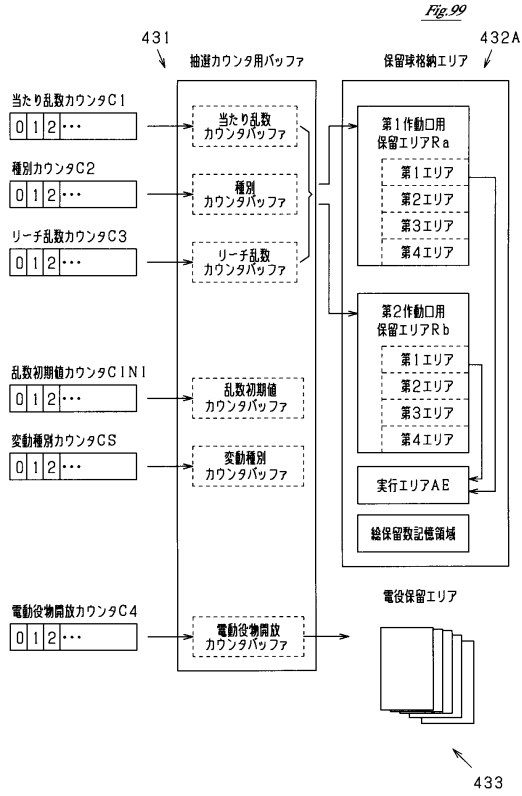 Fig.99
431
432A
抽選カウンタ用バッファ
保留球格納エリア
当たり乱数カウンタC1
0 1 2 ･･･
当たり乱数
カウンタバッファ
第1作動口用
保留エリアRa
第1エリア
第2エリア
第3エリア
第4エリア
種別カウンタC2
0 1 2 ･･･
種別
カウンタバッファ
リーチ乱数カウンタC3
0 1 2 ･･･
リーチ乱数
カウンタバッファ
第2作動口用
保留エリアRb
第1エリア
第2エリア
第3エリア
第4エリア
乱数初期値カウンタCINI
0 1 2 ･･･
乱数初期値
カウンタバッファ
変動種別カウンタCS
0 1 2 ･･･
変動種別
カウンタバッファ
実行エリアAE
総保留数記憶領域
電動役物開放カウンタC4
0 1 2 ･･･
電動役物開放
カウンタバッファ
電役保留エリア
433